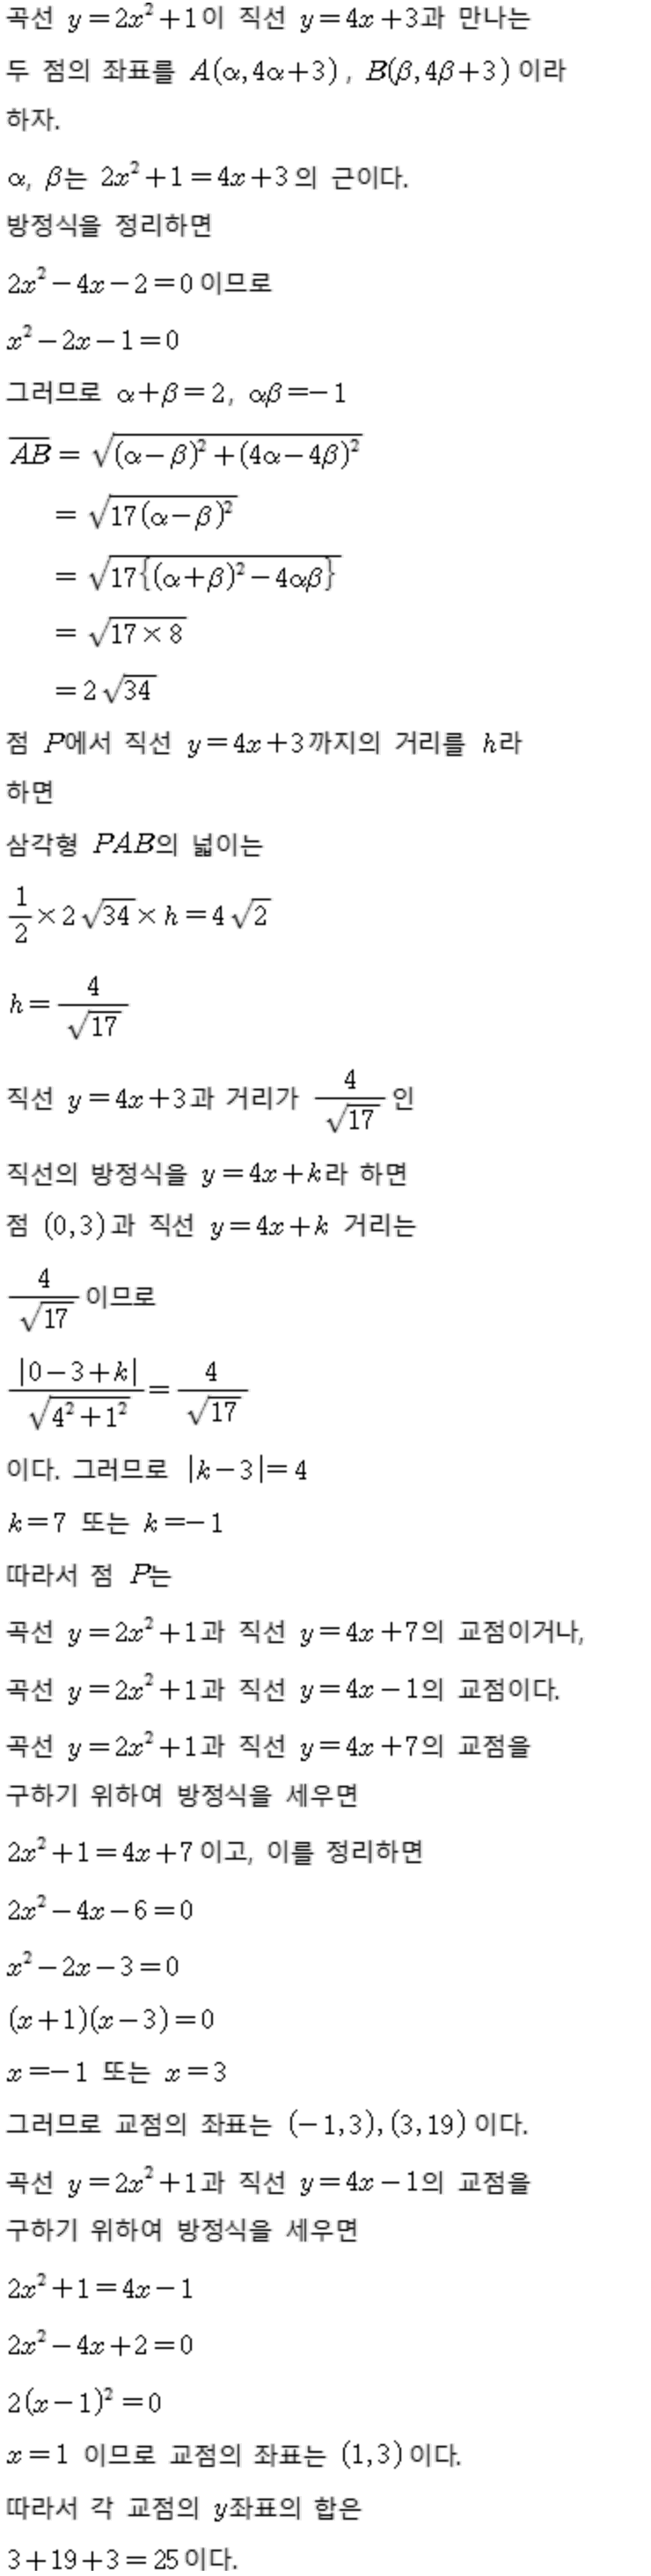 곡선 y=2x²+1이 직선 y=4x+3과 만나는
두 점의 좌표를 A(α,4α+3), B(β,4β+3)이라
하자.
α, β는 2x²+1=4x+3의 근이다.
방정식을 정리하면
2x²−4x−2=0이므로
x²−2x−1=0
그러므로 α+β=2, αβ=−1
A̅B̅=√((α−β)²+(4α−4β)²)
=√(17(α−β)²)
=√(17{(α+β)²−4αβ})
=√(17×8)
=2√34
점 P에서 직선 y=4x+3까지의 거리를 h라
하면
삼각형 PAB의 넓이는
1/2×2√34×h=4√2
h=4/√17
직선 y=4x+3과 거리가 4/√17인
직선의 방정식을 y=4x+k라 하면
점 (0,3)과 직선 y=4x+k 거리는
4/√17이므로
|0−3+k|/√(4²+1²)=4/√17
이다. 그러므로 |k−3|=4
k=7 또는 k=−1
따라서 점 P는
곡선 y=2x²+1과 직선 y=4x+7의 교점이거나,
곡선 y=2x²+1과 직선 y=4x−1의 교점이다.
곡선 y=2x²+1과 직선 y=4x+7의 교점을
구하기 위하여 방정식을 세우면
2x²+1=4x+7이고, 이를 정리하면
2x²−4x−6=0
x²−2x−3=0
(x+1)(x−3)=0
x=−1 또는 x=3
그러므로 교점의 좌표는 (−1,3),(3,19)이다.
곡선 y=2x²+1과 직선 y=4x−1의 교점을
구하기 위하여 방정식을 세우면
2x²+1=4x−1
2x²−4x+2=0
2(x−1)²=0
x=1 이므로 교점의 좌표는 (1,3)이다.
따라서 각 교점의 y좌표의 합은
3+19+3=25이다.